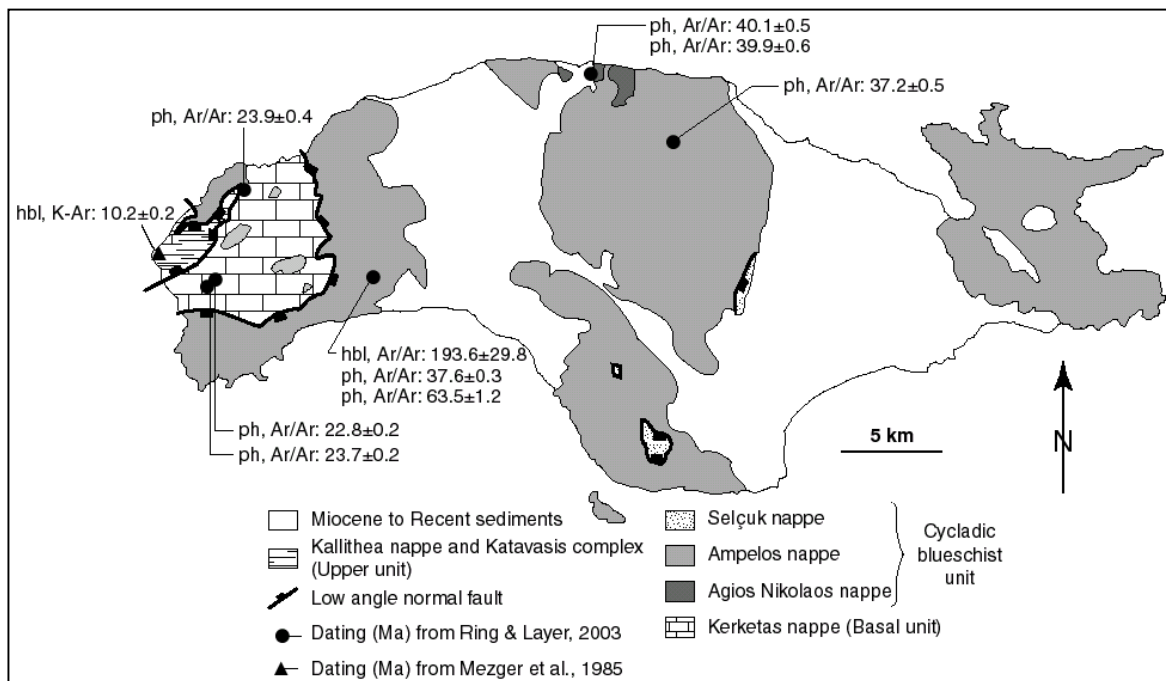 ph, Ar/Ar: 40.1±0.5
ph, Ar/Ar: 39.9±0.6
ph, Ar/Ar: 37.2±0.5
ph, Ar/Ar: 23.9±0.4
hbl, K-Ar: 10.2±0.2
hbl, Ar/Ar: 193.6±29.8
ph, Ar/Ar: 37.6±0.3
ph, Ar/Ar: 63.5±1.2
ph, Ar/Ar: 22.8±0.2
ph, Ar/Ar: 23.7±0.2
5 km
N
Miocene to Recent sediments
Kallithea nappe and Katavasis complex
(Upper unit)
Low angle normal fault
Dating (Ma) from Ring & Layer, 2003
Dating (Ma) from Mezger et al., 1985
Selçuk nappe
Ampelos nappe
Agios Nikolaos nappe
Kerketas nappe (Basal unit)
Cycladic
blueschist
unit